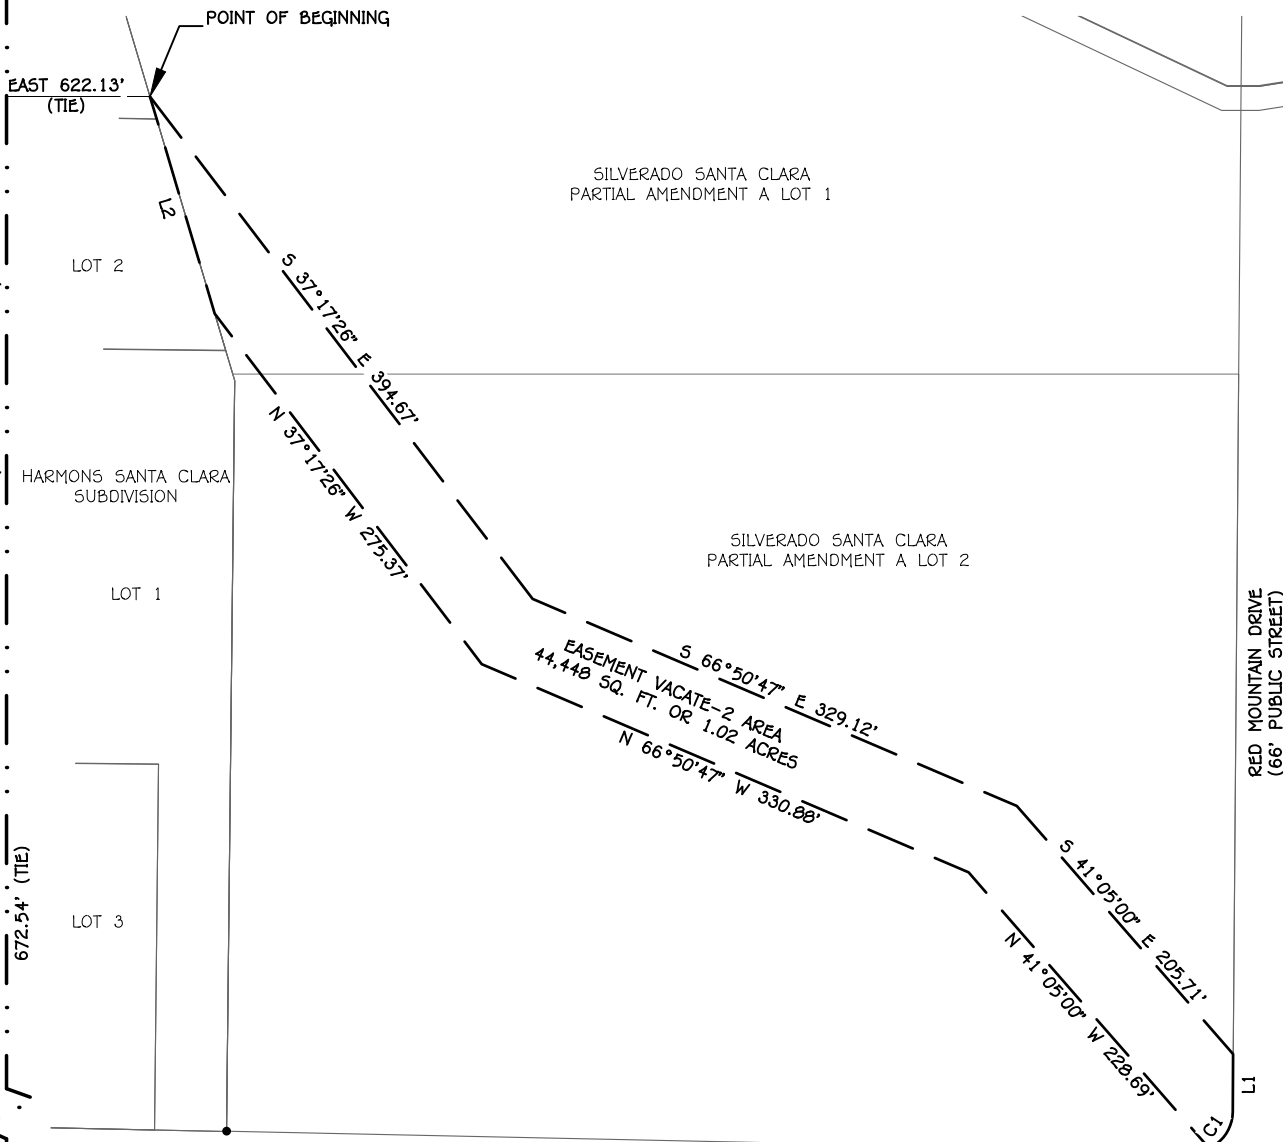 POINT OF BEGINNING
EAST 622.13'
(TIE)
SILVERADO SANTA CLARA
PARTIAL AMENDMENT A LOT 1
L2
LOT 2
S 37°17'26" E 394.67'
N 37°17'26" W 275.37'
HARMONS SANTA CLARA
SUBDIVISION
SILVERADO SANTA CLARA
PARTIAL AMENDMENT A LOT 2
LOT 1
RED MOUNTAIN DRIVE
(66' PUBLIC STREET)
EASEMENT VACATE-2 AREA
44,448 SQ. FT. OR 1.02 ACRES
S 66°50'47" E 329.12'
N 66°50'47" W 330.88'
672.54' (TIE)
LOT 3
S 41°05'00" E 205.71'
N 41°05'00" W 228.69'
L1
C1